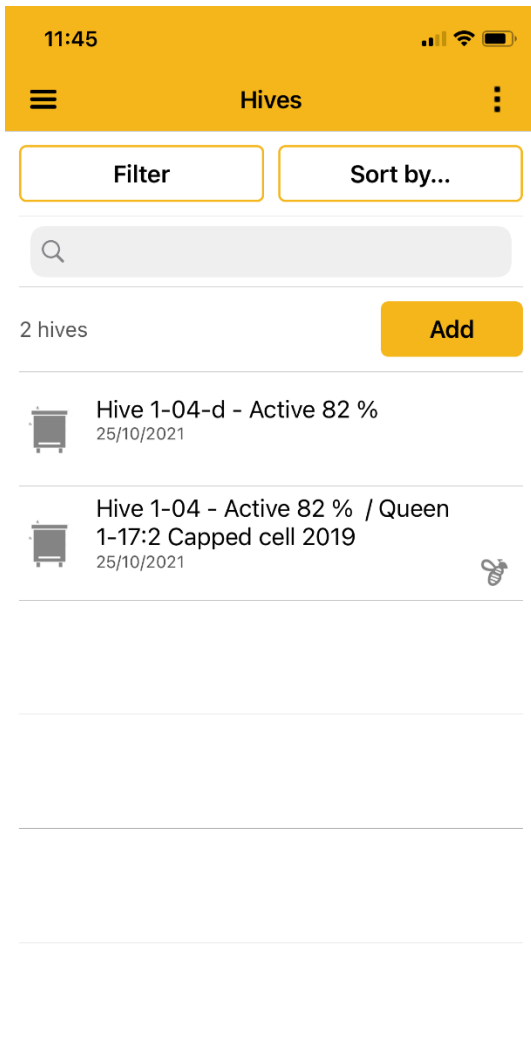 11:45
Hives
Filter
Sort by...
2 hives
Add
Hive 1-04-d - Active 82 %
25/10/2021
Hive 1-04 - Active 82 %  / Queen
1-17:2 Capped cell 2019
25/10/2021